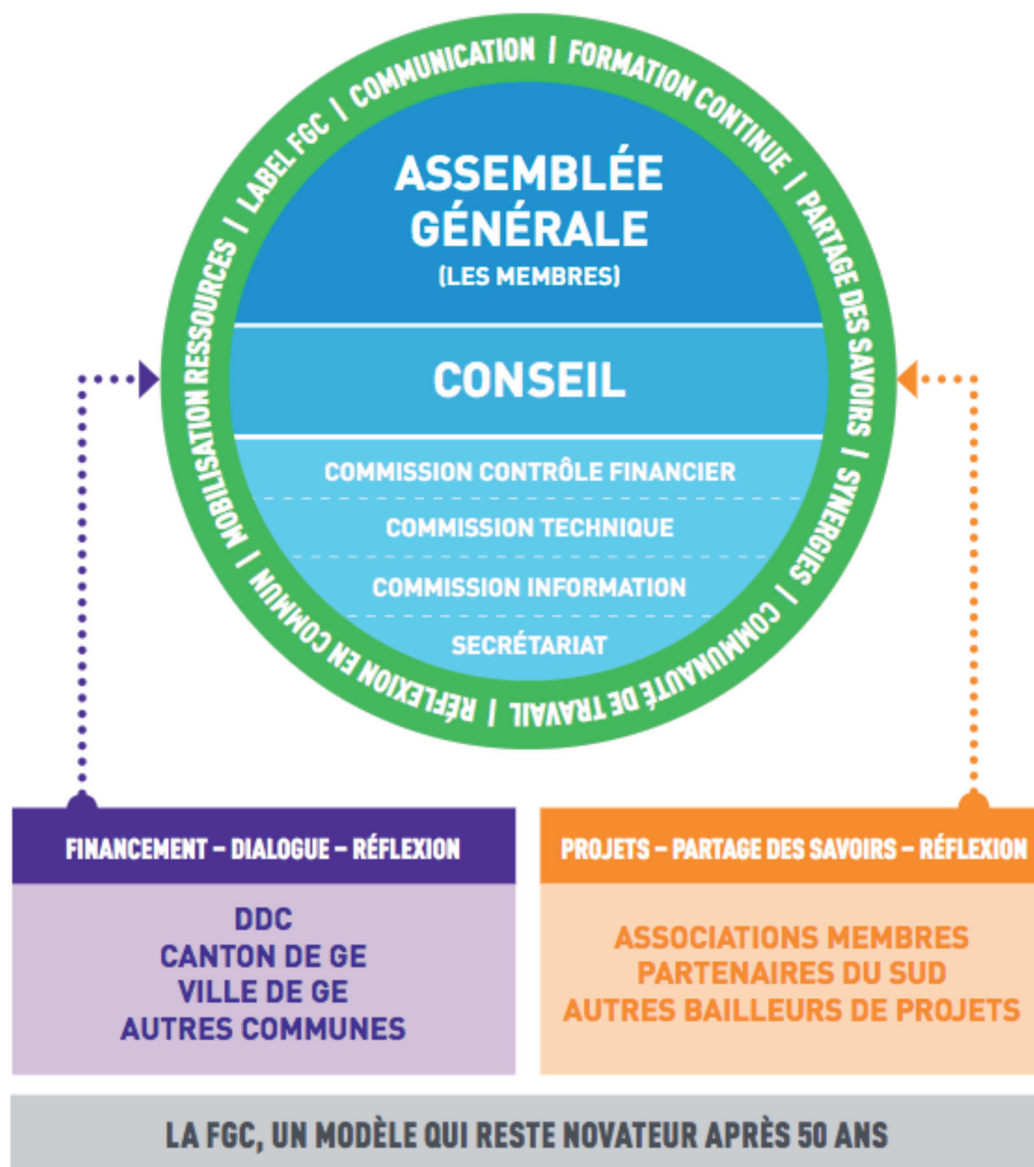 MOBILISATION RESSOURCES | LABEL FGC | COMMUNICATION | FORMATION CONTINUE | PARTAGE DES SAVOIRS | SYNERGIES | COMMUNAUTÉ DE TRAVAIL | RÉFLEXION EN COMMUN |
ASSEMBLÉE
GÉNÉRALE
(LES MEMBRES)
CONSEIL
COMMISSION CONTRÔLE FINANCIER
COMMISSION TECHNIQUE
COMMISSION INFORMATION
SECRÉTARIAT
FINANCEMENT – DIALOGUE – RÉFLEXION
DDC
CANTON DE GE
VILLE DE GE
AUTRES COMMUNES
PROJETS – PARTAGE DES SAVOIRS – RÉFLEXION
ASSOCIATIONS MEMBRES
PARTENAIRES DU SUD
AUTRES BAILLEURS DE PROJETS
LA FGC, UN MODÈLE QUI RESTE NOVATEUR APRÈS 50 ANS